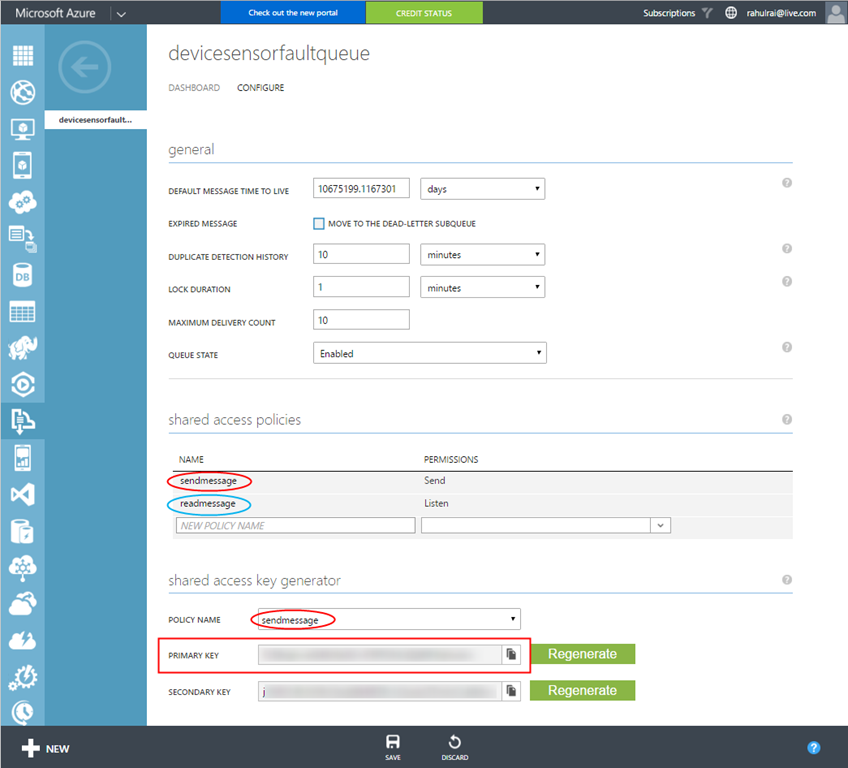 Microsoft Azure
Check out the new portal
CREDIT STATUS
Subscriptions
rahulrai@live.com
devicesensorfault...
devicesensorfaultqueue
DASHBOARD CONFIGURE
general
DEFAULT MESSAGE TIME TO LIVE 10675199.1167301 days
EXPIRED MESSAGE MOVE TO THE DEAD-LETTER SUBQUEUE
DUPLICATE DETECTION HISTORY 10 minutes
LOCK DURATION 1 minutes
MAXIMUM DELIVERY COUNT 10
QUEUE STATE Enabled
shared access policies
NAME PERMISSIONS
sendmessage Send
readmessage Listen
NEW POLICY NAME
shared access key generator
POLICY NAME sendmessage
PRIMARY KEY Regenerate
SECONDARY KEY j Regenerate
DB
NEW
SAVE
DISCARD